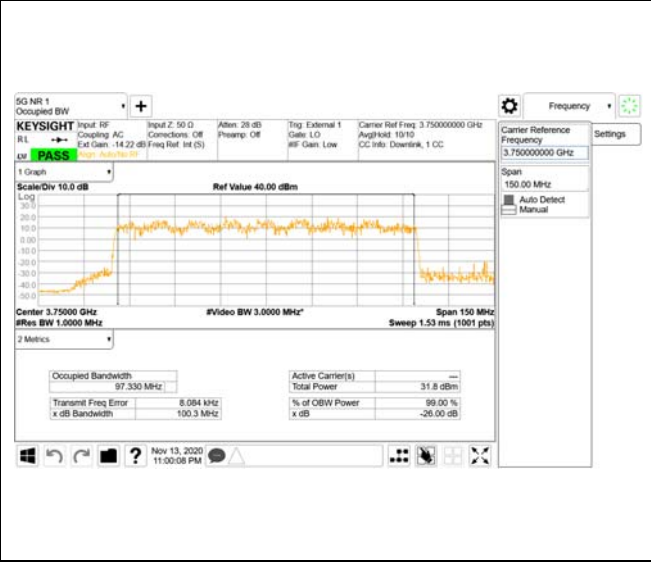 5G NR 1
Occupied BW
+
Frequency
Settings
KEYSIGHT
R L
LW PASS
Input: RF
Coupling: AC
Ext Gain: -14.22 dB
Align: Auto/No RF
Input Z: 50 Ω
Corrections: Off
Freq Ref: Int (S)
Atten: 28 dB
Preamp: Off
Trig: External 1
Gate: LO
#IF Gain: Low
Carrier Ref Freq: 3.750000000 GHz
Avg|Hold: 10/10
CC Info: Downlink, 1 CC
Carrier Reference
Frequency
3.750000000 GHz
Span
150.00 MHz
Auto Detect
Manual
1 Graph
Scale/Div 10.0 dB
Ref Value 40.00 dBm
Log
30.0
20.0
10.0
0.00
-10.0
-20.0
-30.0
-40.0
-50.0
Center 3.75000 GHz
#Video BW 3.0000 MHz*
Span 150 MHz
#Res BW 1.0000 MHz
Sweep 1.53 ms (1001 pts)
2 Metrics
Occupied Bandwidth
97.330 MHz
Transmit Freq Error 8.084 kHz
x dB Bandwidth 100.3 MHz
Active Carrier(s) —
Total Power 31.8 dBm
% of OBW Power 99.00 %
x dB -26.00 dB
?
Nov 13, 2020
11:00:08 PM